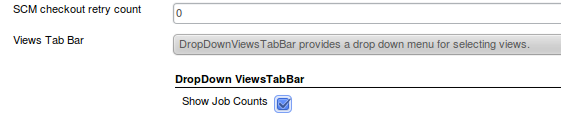 SCM checkout retry count
0
Views Tab Bar
DropDownViewsTabBar provides a drop down menu for selecting views.
DropDown ViewsTabBar
Show Job Counts